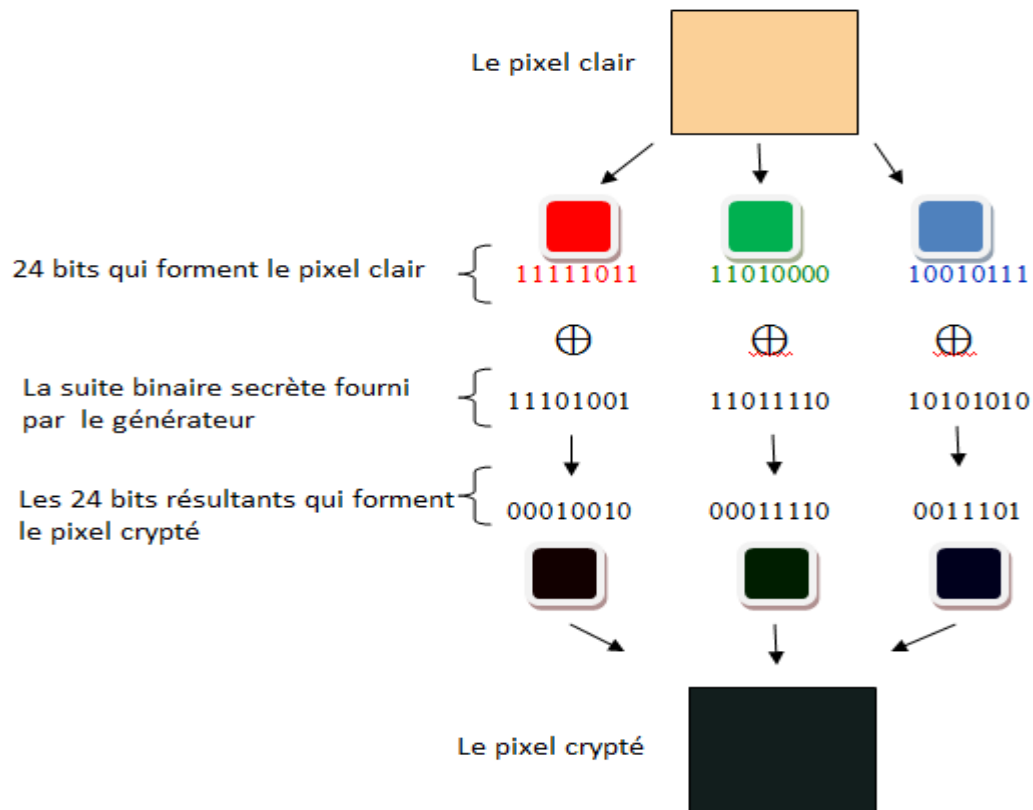 Le pixel clair
24 bits qui forment le pixel clair
11111011 11010000 10010111
⊕ ⊕ ⊕
La suite binaire secrète fourni
par le générateur
11101001 11011110 10101010
Les 24 bits résultants qui forment
le pixel crypté
00010010 00011110 0011101
Le pixel crypté